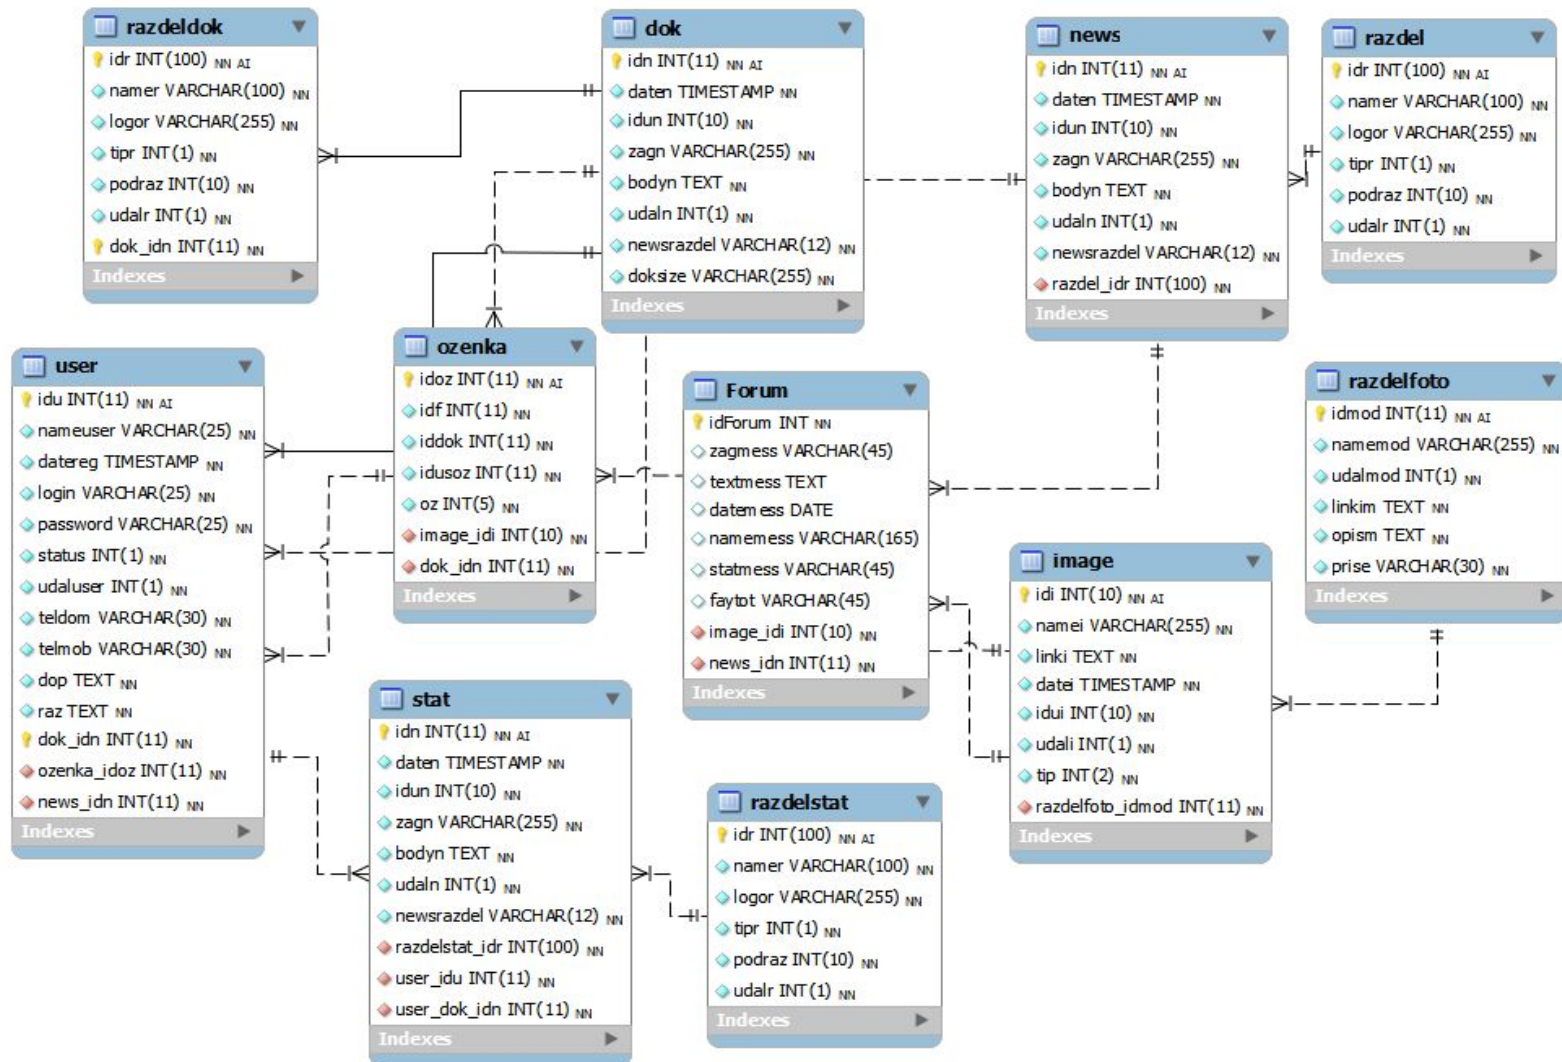 razdeldok
idr INT(100) NN AI
namer VARCHAR(100) NN
logor VARCHAR(255) NN
tipr INT(1) NN
podraz INT(10) NN
udalr INT(1) NN
dok_idn INT(11) NN
Indexes
dok
idn INT(11) NN AI
daten TIMESTAMP NN
idun INT(10) NN
zagn VARCHAR(255) NN
bodyn TEXT NN
udaln INT(1) NN
newsrazdel VARCHAR(12) NN
doksize VARCHAR(255) NN
Indexes
news
idn INT(11) NN AI
daten TIMESTAMP NN
idun INT(10) NN
zagn VARCHAR(255) NN
bodyn TEXT NN
udaln INT(1) NN
newsrazdel VARCHAR(12) NN
razdel_idr INT(100) NN
Indexes
razdel
idr INT(100) NN AI
namer VARCHAR(100) NN
logor VARCHAR(255) NN
tipr INT(1) NN
podraz INT(10) NN
udalr INT(1) NN
Indexes
user
idu INT(11) NN AI
nameuser VARCHAR(25) NN
datereg TIMESTAMP NN
login VARCHAR(25) NN
password VARCHAR(25) NN
status INT(1) NN
udaluser INT(1) NN
teldom VARCHAR(30) NN
telmob VARCHAR(30) NN
dop TEXT NN
raz TEXT NN
dok_idn INT(11) NN
ozenka_idoz INT(11) NN
news_idn INT(11) NN
Indexes
ozenka
idoz INT(11) NN AI
idf INT(11) NN
iddok INT(11) NN
idusoz INT(11) NN
oz INT(5) NN
image_idi INT(10) NN
dok_idn INT(11) NN
Indexes
Forum
idForum INT NN
zagmess VARCHAR(45)
textmess TEXT
datemess DATE
namemess VARCHAR(165)
statmess VARCHAR(45)
faytot VARCHAR(45)
image_idi INT(10) NN
news_idn INT(11) NN
Indexes
razdelfoto
idmod INT(11) NN AI
namemod VARCHAR(255) NN
udalmod INT(1) NN
linkim TEXT NN
opism TEXT NN
prise VARCHAR(30) NN
Indexes
image
idi INT(10) NN AI
namei VARCHAR(255) NN
linki TEXT NN
datei TIMESTAMP NN
idui INT(10) NN
udali INT(1) NN
tip INT(2) NN
razdelfoto_idmod INT(11) NN
Indexes
stat
idn INT(11) NN AI
daten TIMESTAMP NN
idun INT(10) NN
zagn VARCHAR(255) NN
bodyn TEXT NN
udaln INT(1) NN
newsrazdel VARCHAR(12) NN
razdelstat_idr INT(100) NN
user_idu INT(11) NN
user_dok_idn INT(11) NN
Indexes
razdelstat
idr INT(100) NN AI
namer VARCHAR(100) NN
logor VARCHAR(255) NN
tipr INT(1) NN
podraz INT(10) NN
udalr INT(1) NN
Indexes